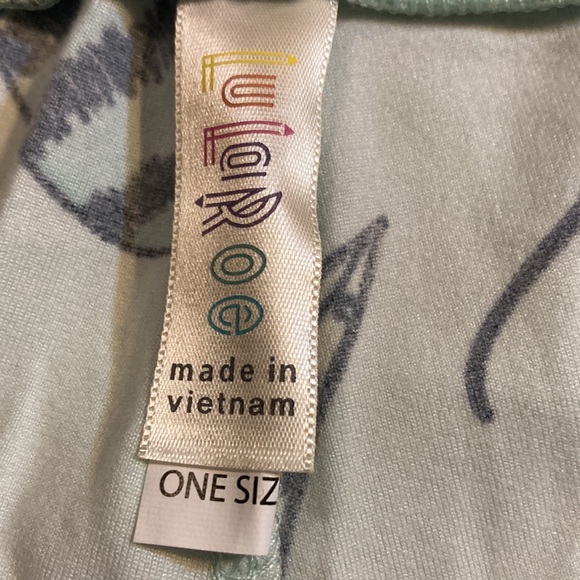 LuLaRoe
made in
vietnam
ONE SIZ